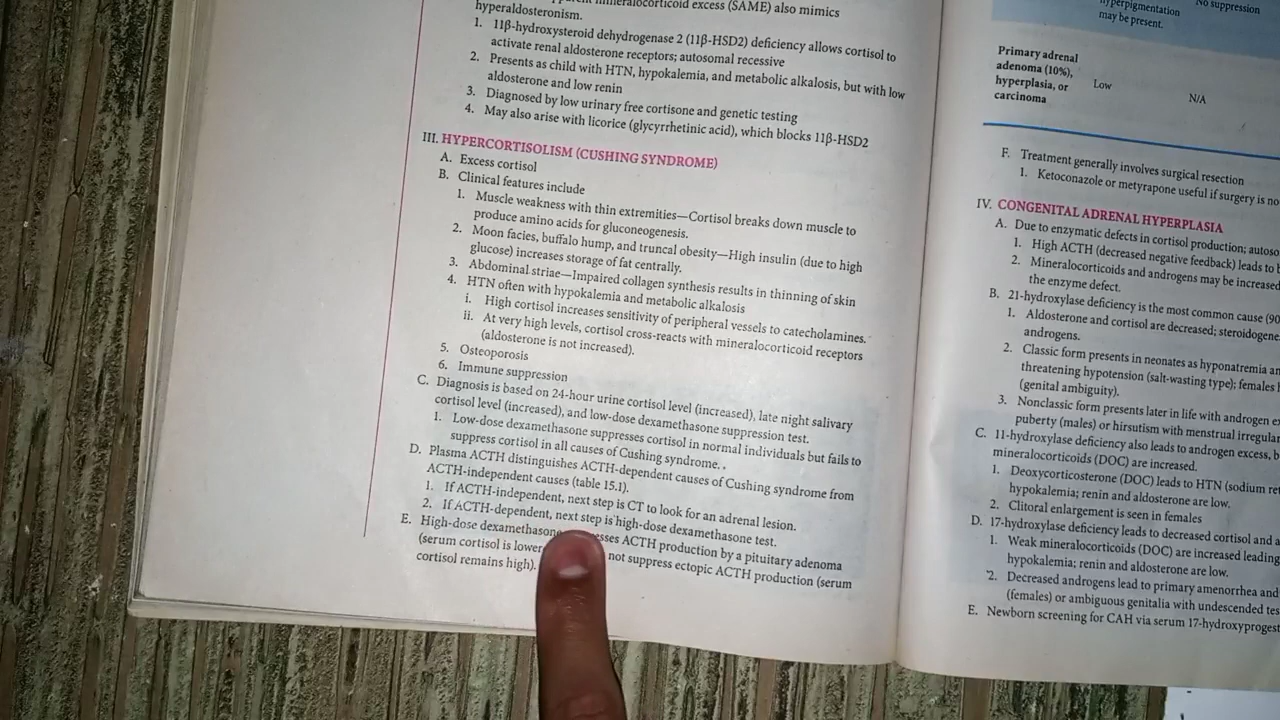 mineralocorticoid excess (SAME) also mimics
hyperaldosteronism.
1. 11β-hydroxysteroid dehydrogenase 2 (11β-HSD2) deficiency allows cortisol to
activate renal aldosterone receptors; autosomal recessive
2. Presents as child with HTN, hypokalemia, and metabolic alkalosis, but with low
aldosterone and low renin
3. Diagnosed by low urinary free cortisone and genetic testing
4. May also arise with licorice (glycyrrhetinic acid), which blocks 11β-HSD2
III. HYPERCORTISOLISM (CUSHING SYNDROME)
A. Excess cortisol
B. Clinical features include
1. Muscle weakness with thin extremities—Cortisol breaks down muscle to
produce amino acids for gluconeogenesis.
2. Moon facies, buffalo hump, and truncal obesity—High insulin (due to high
glucose) increases storage of fat centrally.
3. Abdominal striae—Impaired collagen synthesis results in thinning of skin
4. HTN often with hypokalemia and metabolic alkalosis
i. High cortisol increases sensitivity of peripheral vessels to catecholamines.
ii. At very high levels, cortisol cross-reacts with mineralocorticoid receptors
(aldosterone is not increased).
5. Osteoporosis
6. Immune suppression
C. Diagnosis is based on 24-hour urine cortisol level (increased), late night salivary
cortisol level (increased), and low-dose dexamethasone suppression test.
1. Low-dose dexamethasone suppresses cortisol in normal individuals but fails to
suppress cortisol in all causes of Cushing syndrome.
D. Plasma ACTH distinguishes ACTH-dependent causes of Cushing syndrome from
ACTH-independent causes (table 15.1).
1. If ACTH-independent, next step is CT to look for an adrenal lesion.
2. If ACTH-dependent, next step is high-dose dexamethasone test.
E. High-dose dexamethasone ACTH production by a pituitary adenoma
(serum cortisol is lower not suppress ectopic ACTH production (serum
cortisol remains high).
hyperpigmentation
may be present.
No suppression
Primary adrenal
adenoma (10%),
hyperplasia, or
carcinoma
Low
N/A
F. Treatment generally involves surgical resection
1. Ketoconazole or metyrapone useful if surgery is no
IV. CONGENITAL ADRENAL HYPERPLASIA
A. Due to enzymatic defects in cortisol production; autoso
1. High ACTH (decreased negative feedback) leads to
2. Mineralocorticoids and androgens may be increased
the enzyme defect.
B. 21-hydroxylase deficiency is the most common cause (90
1. Aldosterone and cortisol are decreased; steroidogene
androgens.
2. Classic form presents in neonates as hyponatremia an
threatening hypotension (salt-wasting type); females
(genital ambiguity).
3. Nonclassic form presents later in life with androgen e
puberty (males) or hirsutism with menstrual irregular
C. 11-hydroxylase deficiency also leads to androgen excess, b
mineralocorticoids (DOC) are increased.
1. Deoxycorticosterone (DOC) leads to HTN (sodium ret
hypokalemia; renin and aldosterone are low.
2. Clitoral enlargement is seen in females
D. 17-hydroxylase deficiency leads to decreased cortisol and a
1. Weak mineralocorticoids (DOC) are increased leading
hypokalemia; renin and aldosterone are low.
2. Decreased androgens lead to primary amenorrhea and
(females) or ambiguous genitalia with undescended tes
E. Newborn screening for CAH via serum 17-hydroxyprogest